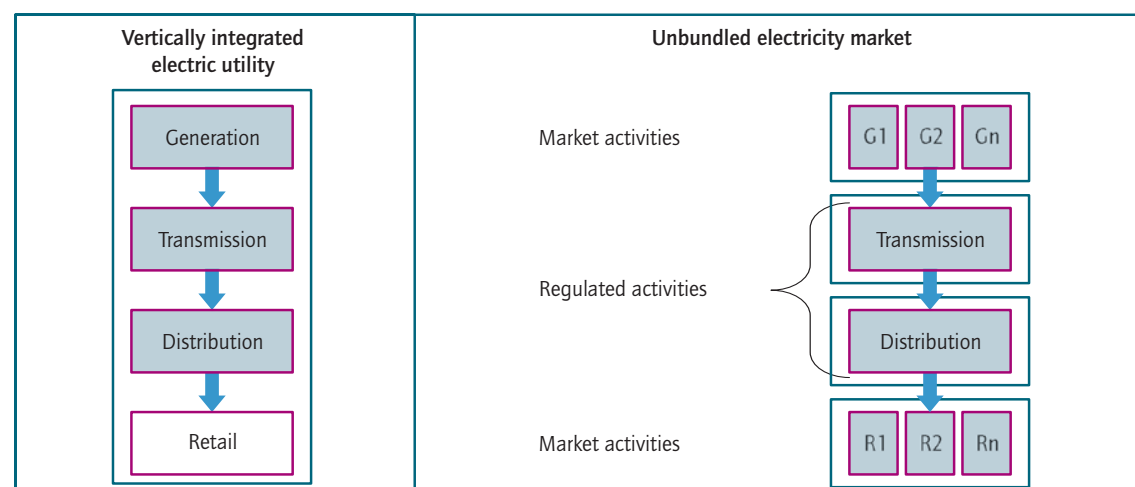 Vertically integrated
electric utility
Generation
Transmission
Distribution
Retail
Unbundled electricity market
Market activities
G1 G2 Gn
Transmission
Regulated activities
Distribution
Market activities
R1 R2 Rn